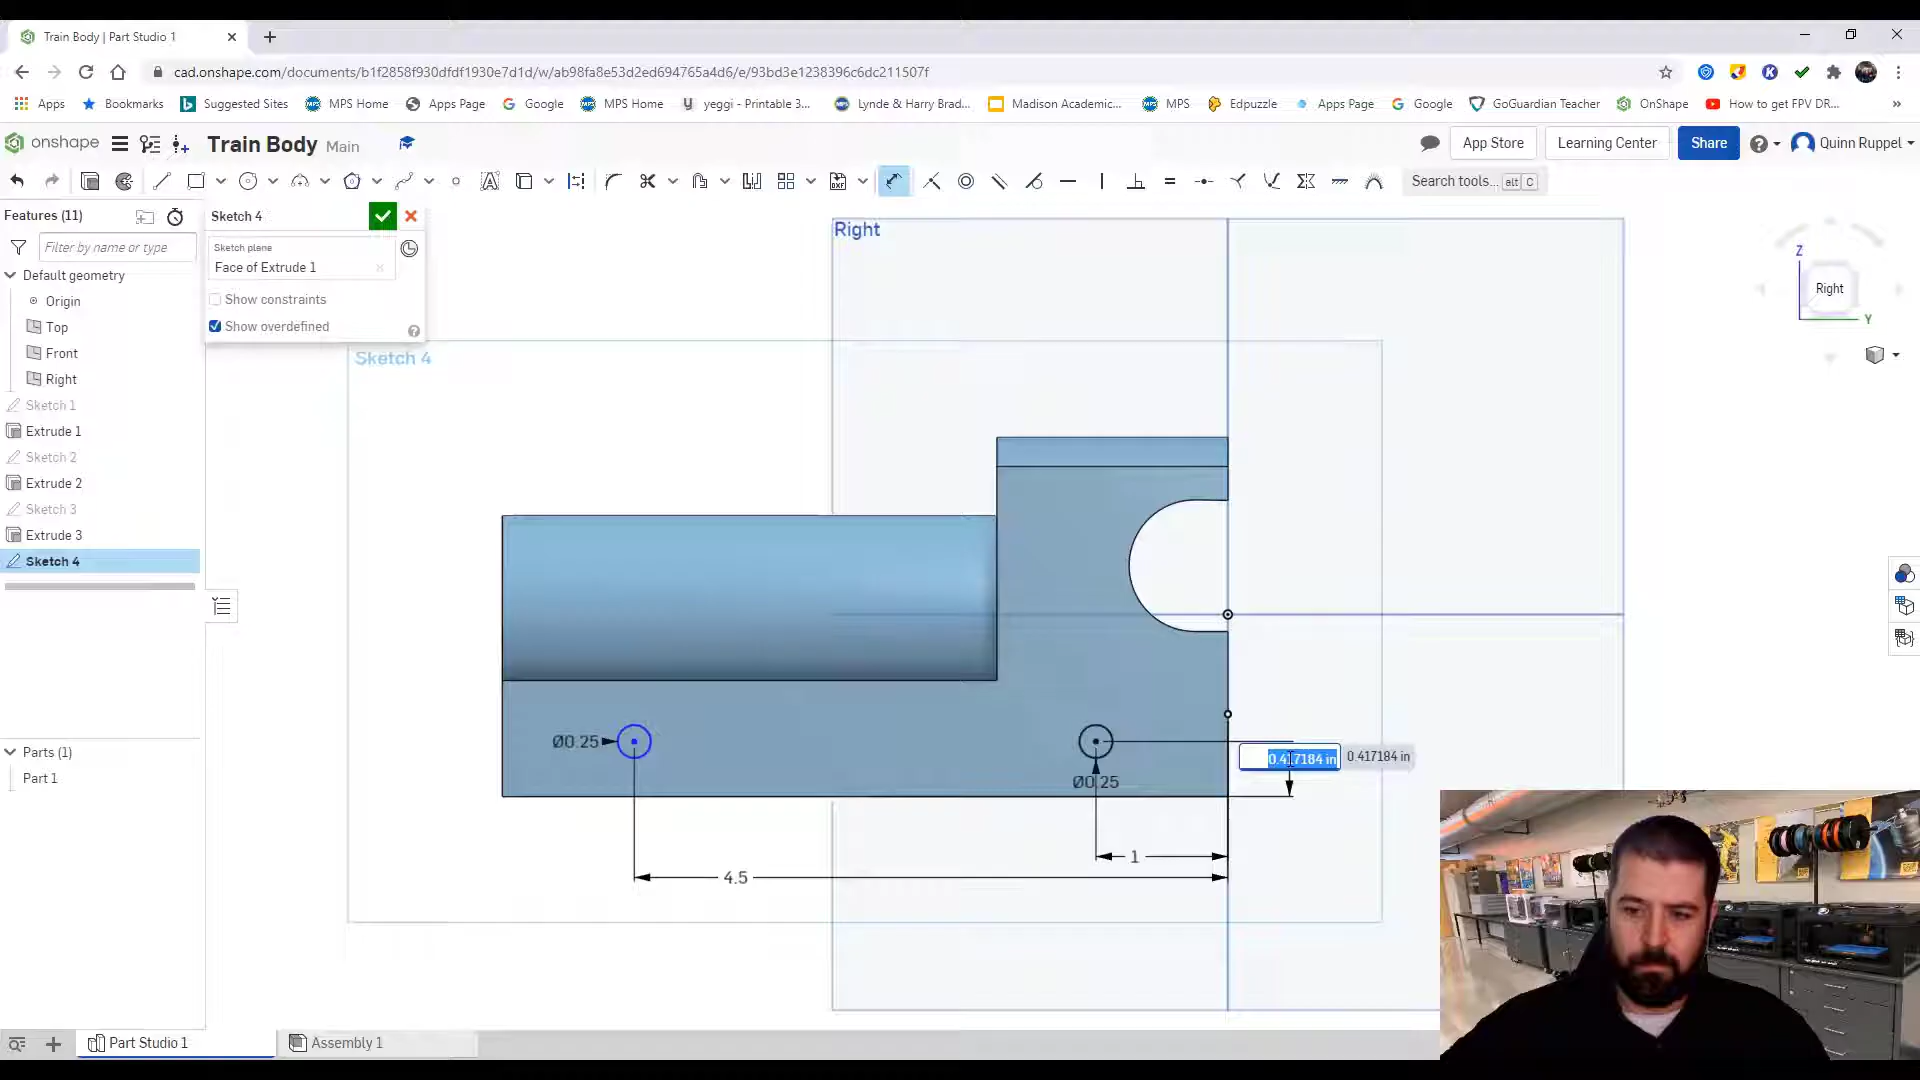 Train Body | Part Studio 1
cad.onshape.com/documents/b1f2858f930dfdf1930e7d1d/w/ab98fa8e53d2ed694765a4d6/e/93bd3e1238396c6dc211507f
Apps Bookmarks Suggested Sites MPS Home Apps Page Google MPS Home yeggi - Printable 3... Lynde & Harry Brad... Madison Academic... MPS Edpuzzle Apps Page Google GoGuardian Teacher OnShape How to get FPV DR... »
onshape Train Body Main App Store Learning Center Share Quinn Ruppel
Search tools... alt C
Features (11)
Filter by name or type
Default geometry
Origin
Top
Front
Right
Sketch 1
Extrude 1
Sketch 2
Extrude 2
Sketch 3
Extrude 3
Sketch 4
Parts (1)
Part 1
Sketch 4
Sketch plane
Face of Extrude 1
Show constraints
Show overdefined
Right
Sketch 4
Z
Right
Y
Ø0.25
Ø0.25
0.417184 in 0.417184 in
1
4.5
Part Studio 1 Assembly 1